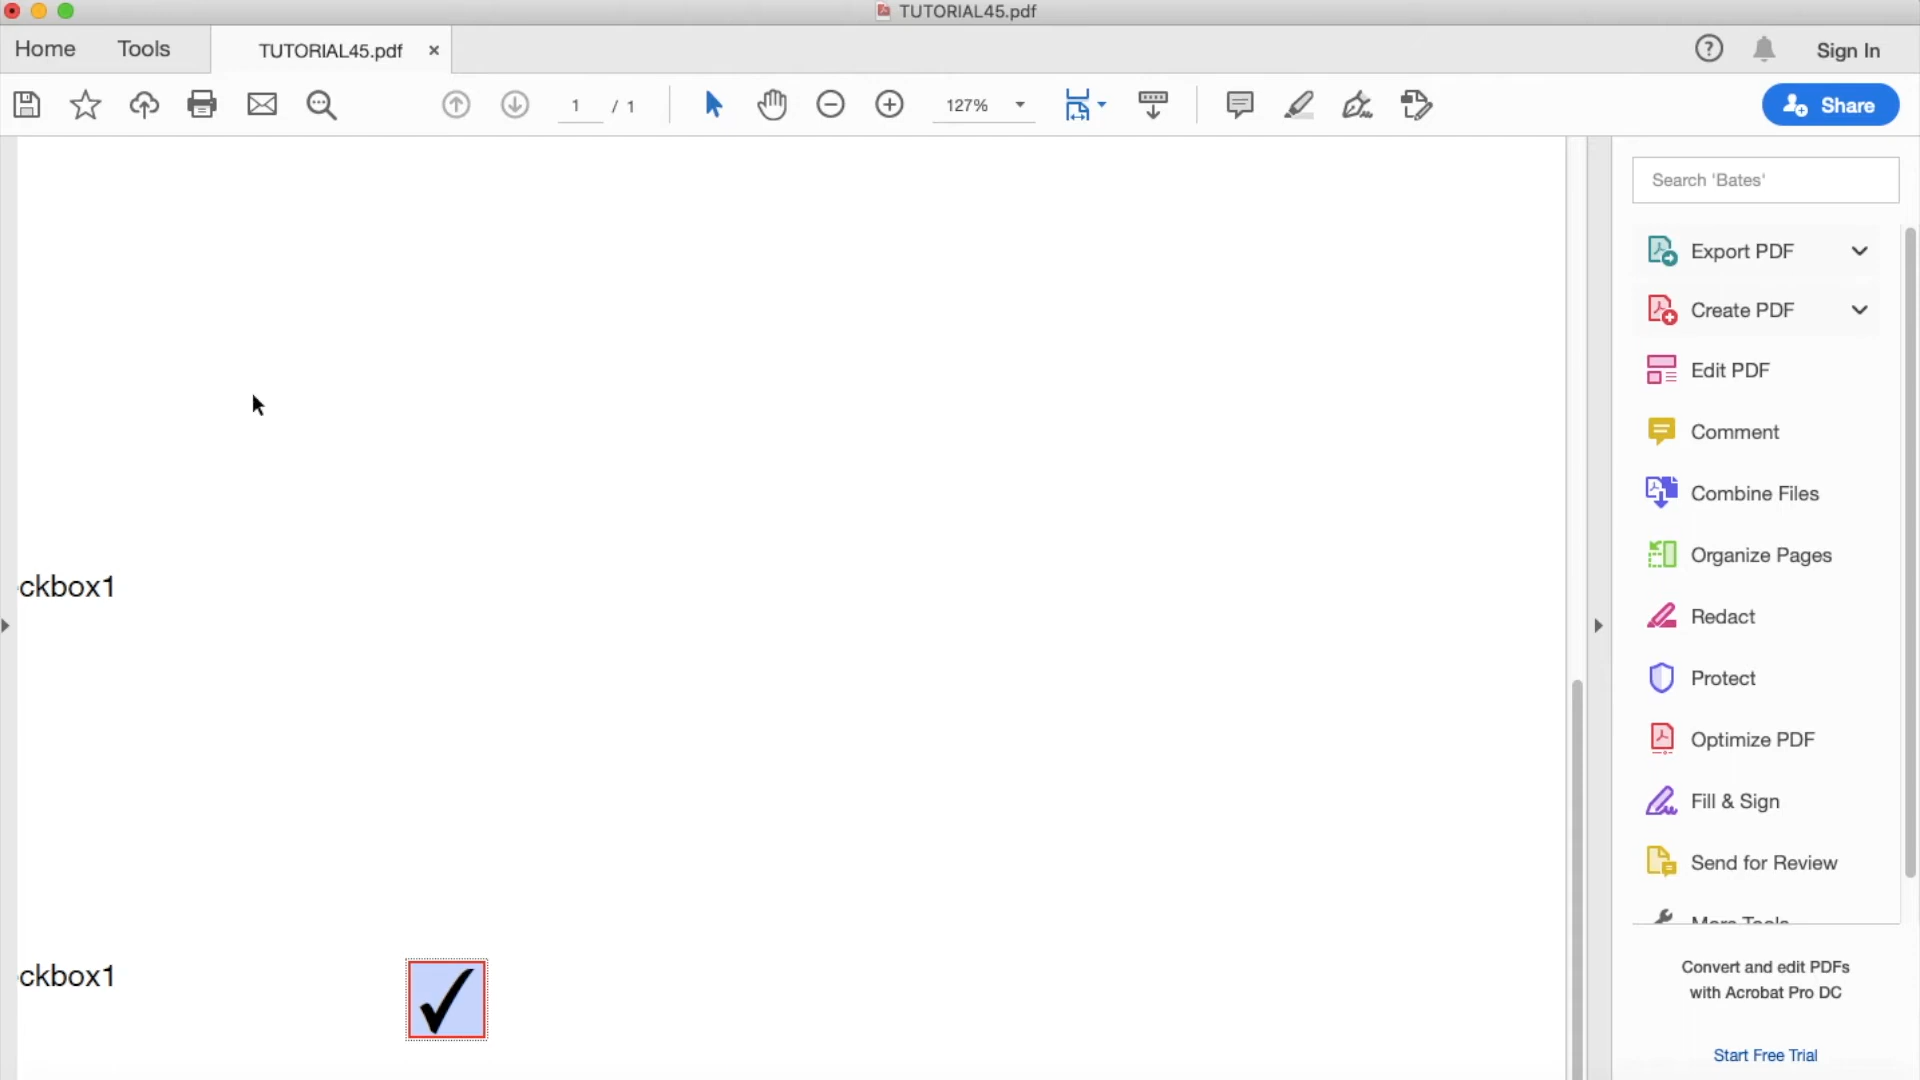 TUTORIAL45.pdf
Home
Tools
TUTORIAL45.pdf
Sign In
1 / 1
127%
Share
Search 'Bates'
Export PDF
Create PDF
Edit PDF
Comment
Combine Files
Organize Pages
Redact
Protect
Optimize PDF
Fill & Sign
Send for Review
More Tools
ckbox1
ckbox1
Convert and edit PDFs
with Acrobat Pro DC
Start Free Trial